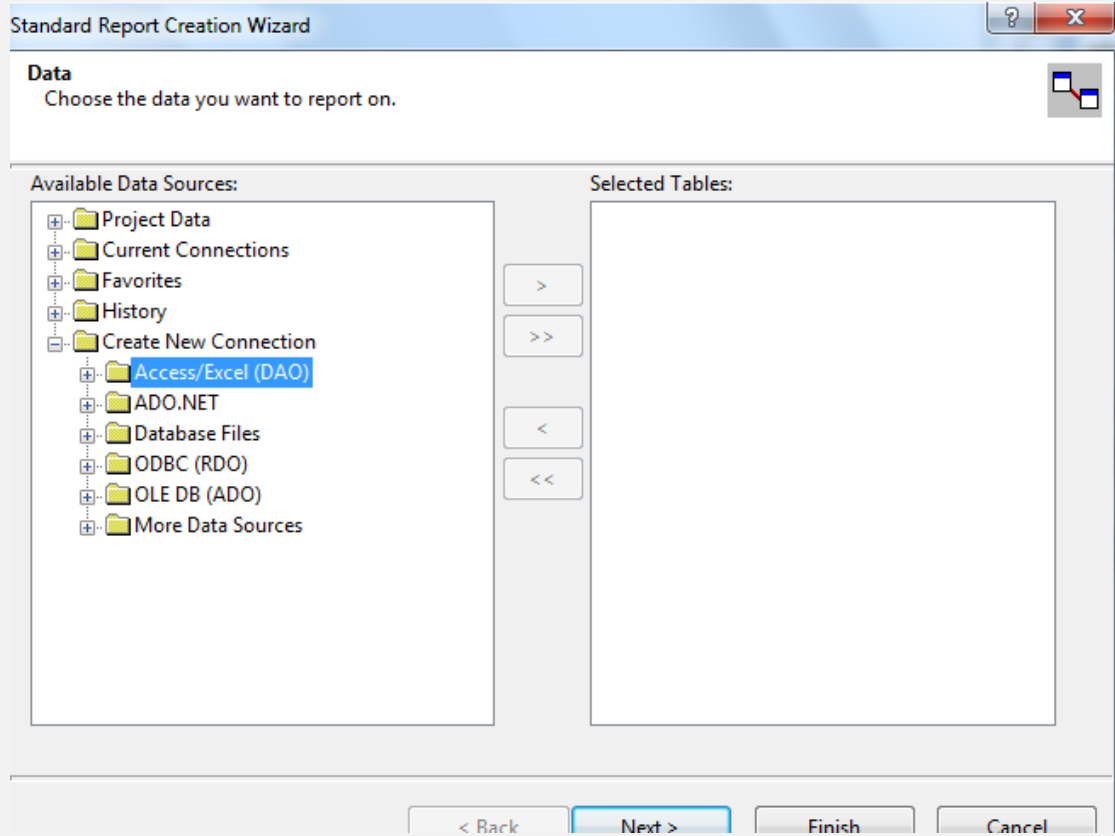 Standard Report Creation Wizard
?
X
Data
Choose the data you want to report on.
Available Data Sources:
Selected Tables:
Project Data
Current Connections
Favorites
History
Create New Connection
Access/Excel (DAO)
ADO.NET
Database Files
ODBC (RDO)
OLE DB (ADO)
More Data Sources
>
>>
<
<<
< Back
Next >
Finish
Cancel